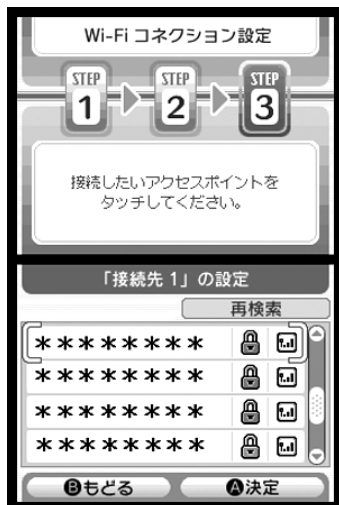 Wi-Fi コネクション設定
STEP 1
STEP 2
STEP 3
接続したいアクセスポイントを
タッチしてください。
「接続先 1」の設定
再検索
********
********
********
********
Bもどる
A決定